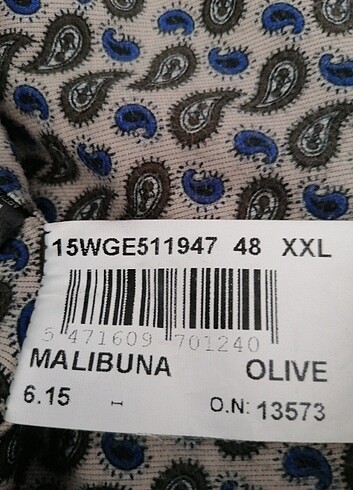 15WGE511947 48 XXL
5 471609 701240
MALIBUNA OLIVE
6.15 - O.N: 13573